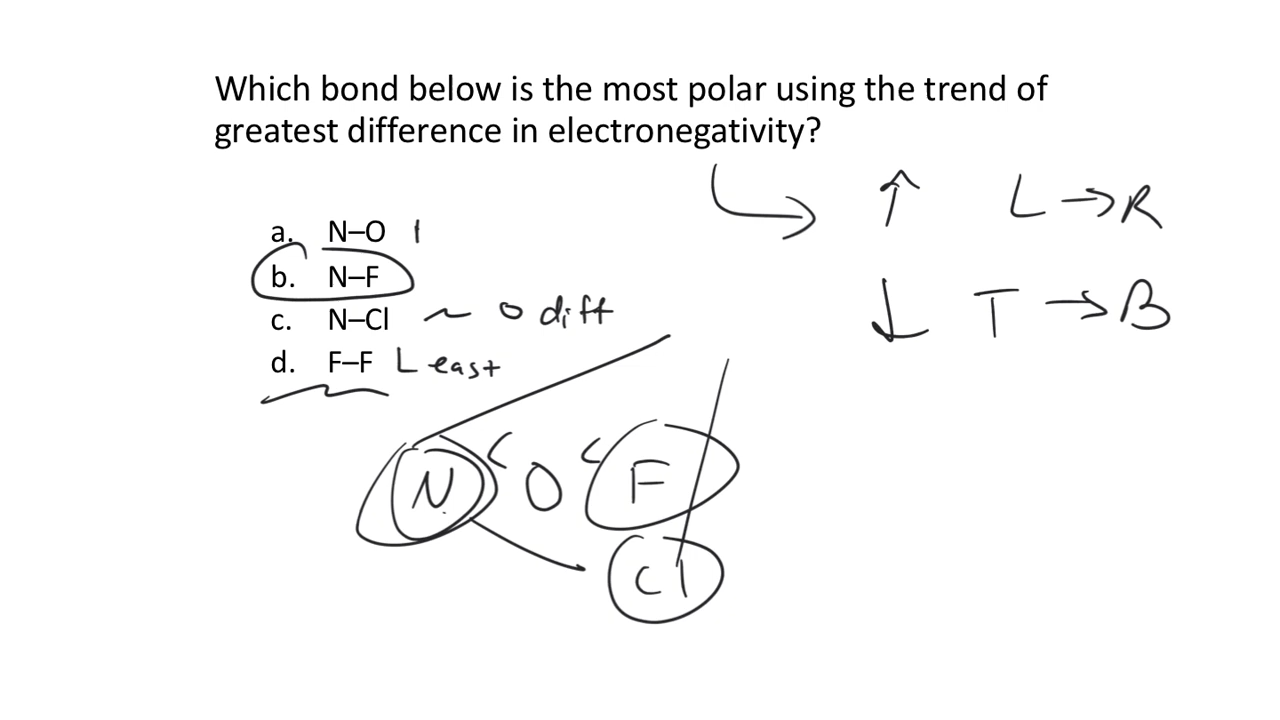 Which bond below is the most polar using the trend of
greatest difference in electronegativity?
↑ L → R
a. N–O 1
b. N–F
↓ T → B
c. N–Cl ~ 0 diff
d. F–F Least
N < O < F
Cl